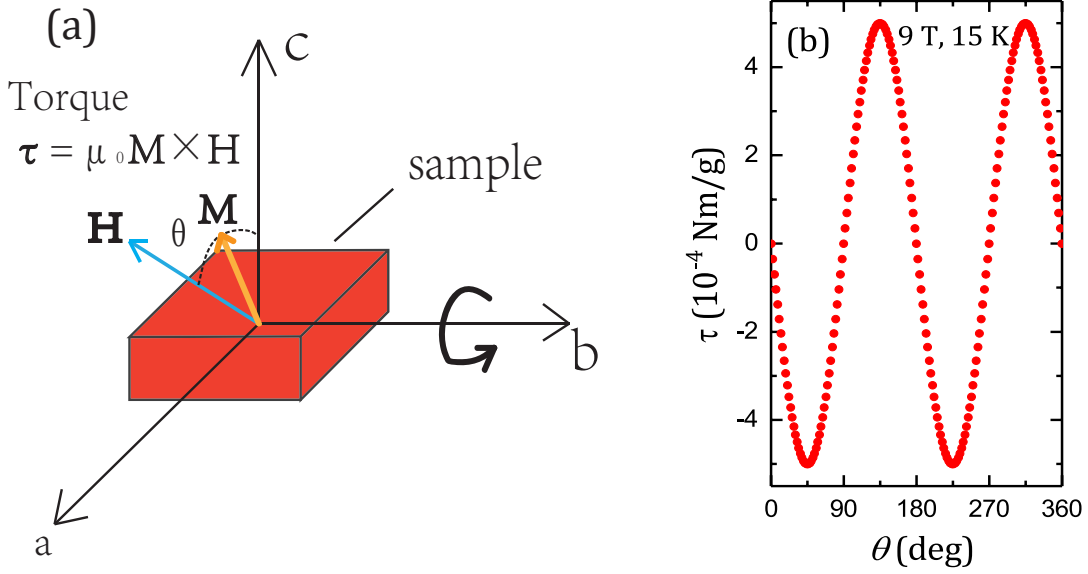 (a)
c
Torque
τ = μ₀M×H
sample
H
θ
M
b
a
(b)
9 T, 15 K
4
2
0
-2
-4
τ (10⁻⁴ Nm/g)
0 90 180 270 360
θ (deg)